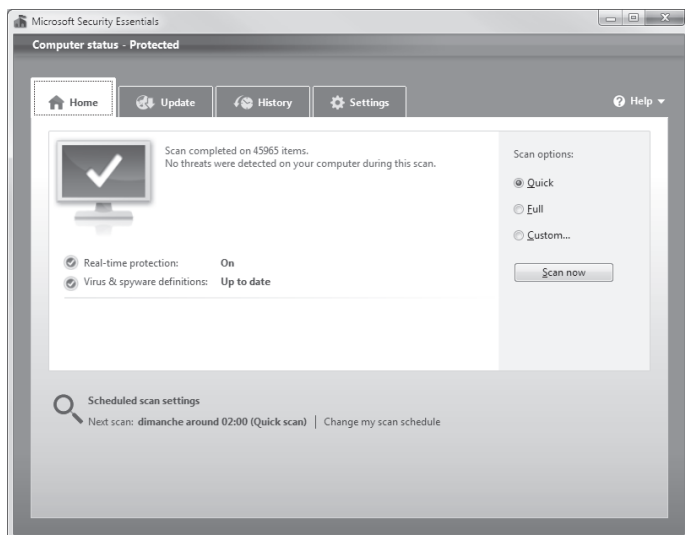 Microsoft Security Essentials
Computer status - Protected
Home
Update
History
Settings
Help
Scan completed on 45965 items.
No threats were detected on your computer during this scan.
Real-time protection: On
Virus & spyware definitions: Up to date
Scan options:
Quick
Full
Custom...
Scan now
Scheduled scan settings
Next scan: dimanche around 02:00 (Quick scan) | Change my scan schedule